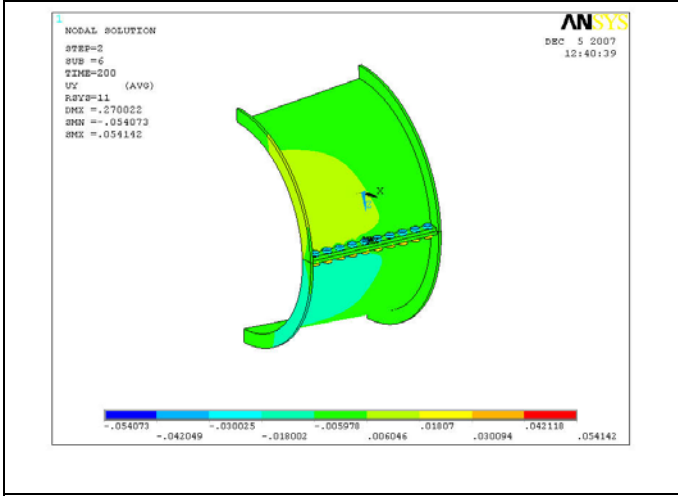 1
NODAL SOLUTION
STEP=2
SUB =6
TIME=200
UY (AVG)
RSYS=11
DMX =.270022
SMN =-.054073
SMX =.054142
ANSYS
DEC 5 2007
12:40:39
X
-.054073 -.030025 -.005978 .01807 .042118
-.042049 -.018002 .006046 .030094 .054142